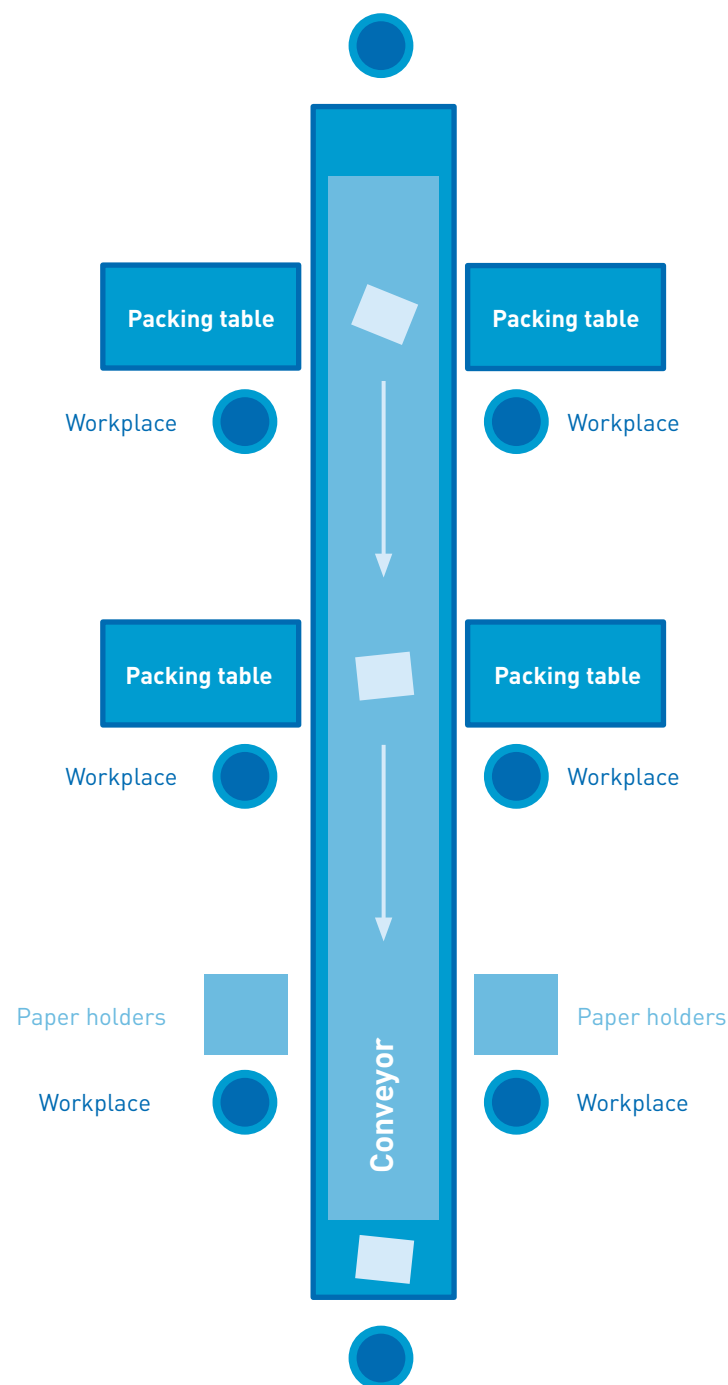 Packing table
Packing table
Workplace
Workplace
Packing table
Packing table
Workplace
Workplace
Paper holders
Paper holders
Conveyor
Workplace
Workplace